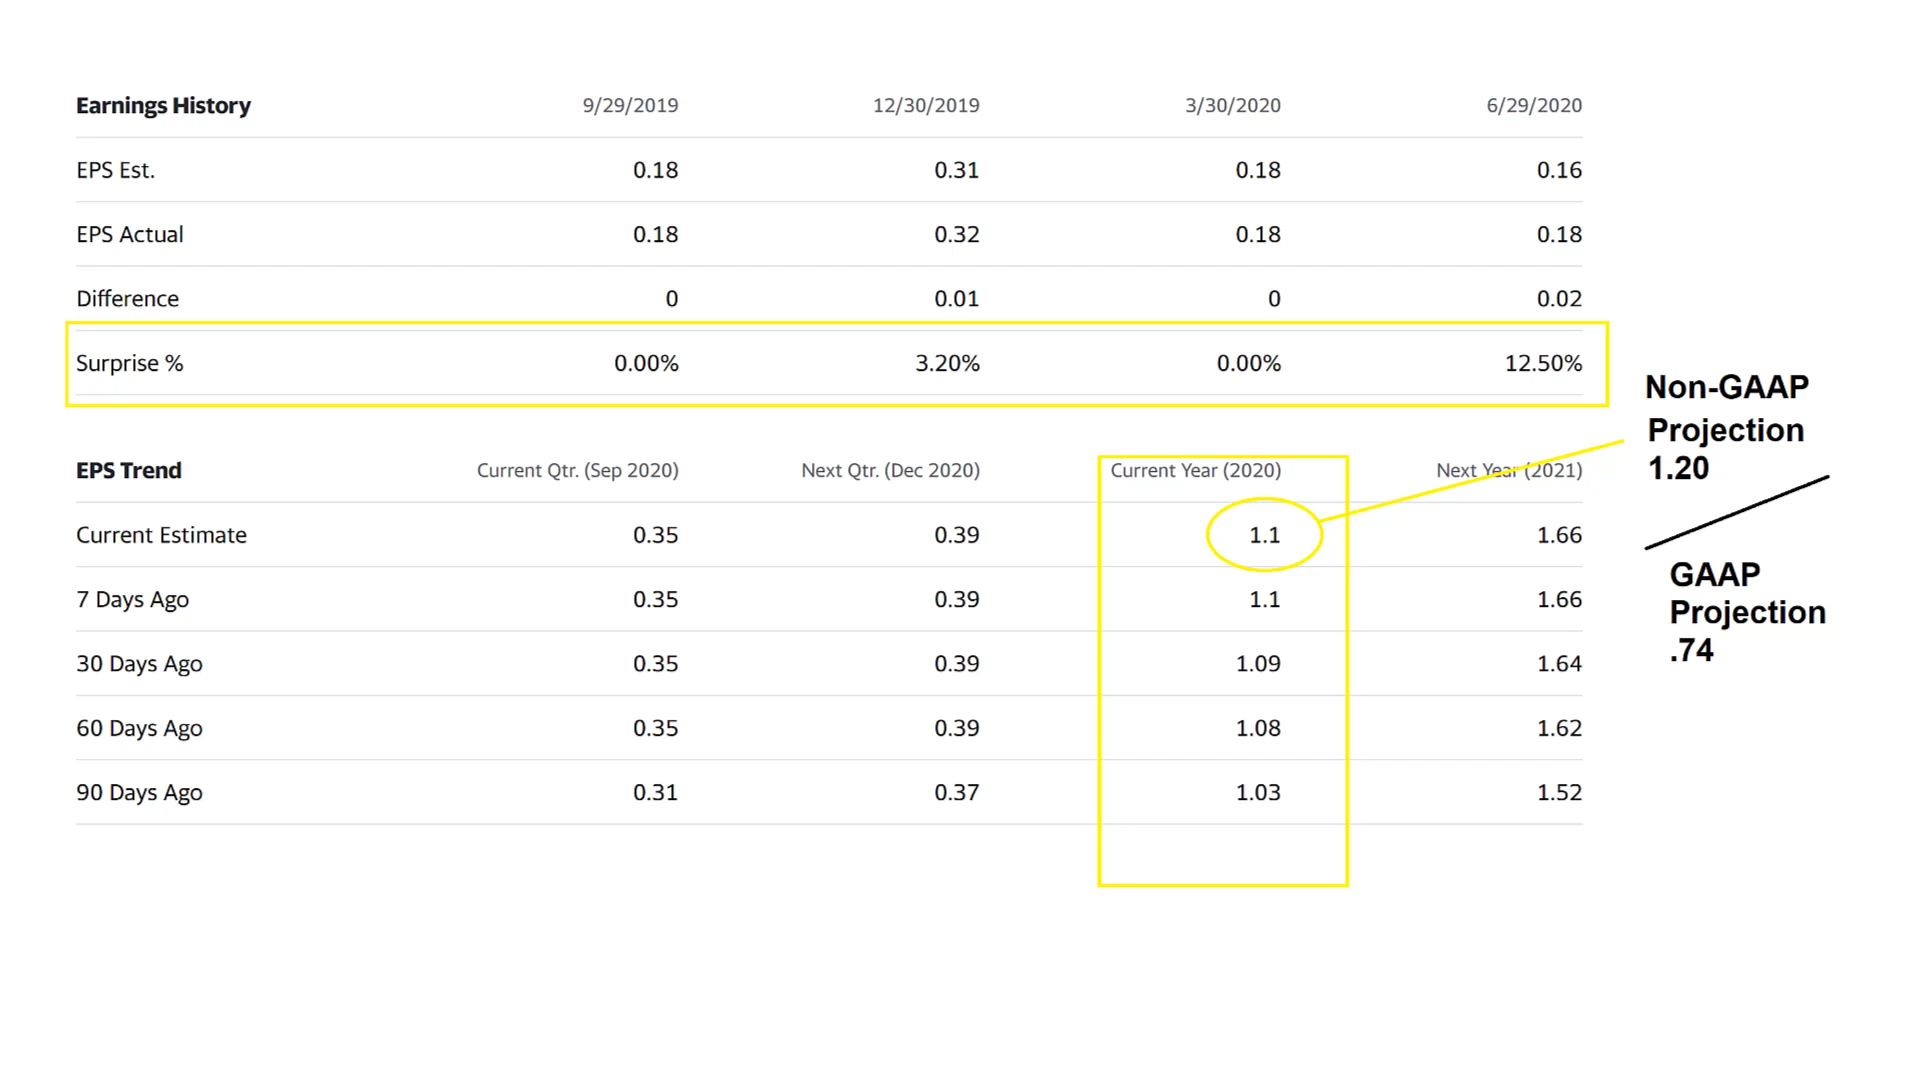 Earnings History 9/29/2019 12/30/2019 3/30/2020 6/29/2020
EPS Est. 0.18 0.31 0.18 0.16
EPS Actual 0.18 0.32 0.18 0.18
Difference 0 0.01 0 0.02
Surprise % 0.00% 3.20% 0.00% 12.50%
EPS Trend Current Qtr. (Sep 2020) Next Qtr. (Dec 2020) Current Year (2020) Next Year (2021)
Current Estimate 0.35 0.39 1.1 1.66
7 Days Ago 0.35 0.39 1.1 1.66
30 Days Ago 0.35 0.39 1.09 1.64
60 Days Ago 0.35 0.39 1.08 1.62
90 Days Ago 0.31 0.37 1.03 1.52
Non-GAAP
Projection
1.20
GAAP
Projection
.74